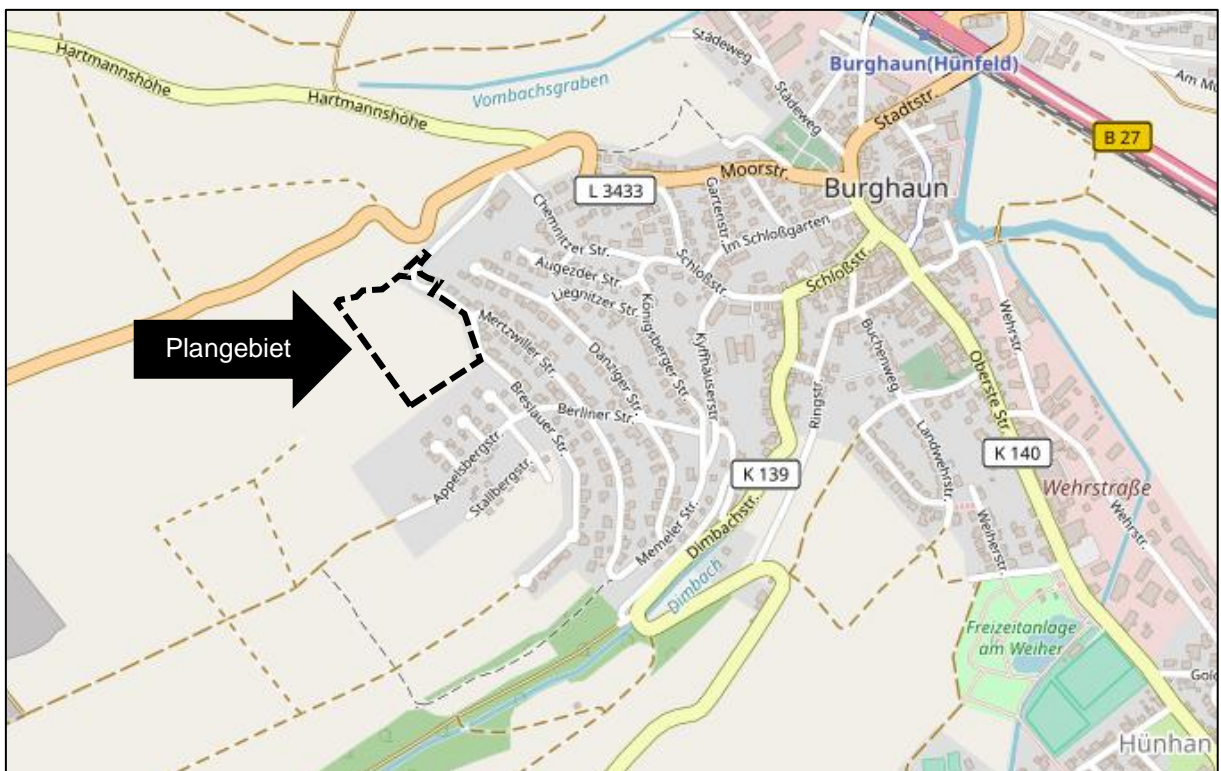 Hartmannshöhe
Hartmannshöhe
Vombachsgraben
Städeweg
Städeweg
Burghaun(Hünfeld)
Stadtstr.
Am Mü
B 27
L 3433
Moorstr.
Burghaun
Chemnitzer Str.
Gartenstr.
Im Schloßgarten
Augezder Str.
Schloßstr.
Schloßstr.
Liegnitzer Str.
Königsberger Str.
Wehrstr.
Plangebiet
Mertzwiller Str.
Danziger Str.
Kyffhäuserstr.
Buchenweg
Oberste Str.
Breslauer Str.
Berliner Str.
Ringstr.
Landwehrstr.
Appelsbergstr.
Stallbergstr.
K 139
K 140
Wehrstraße
Wehrstr.
Memeler Str.
Dimbachstr.
Weiherstr.
Dimbach
Freizeitanlage
am Weiher
Gold
Hünhan